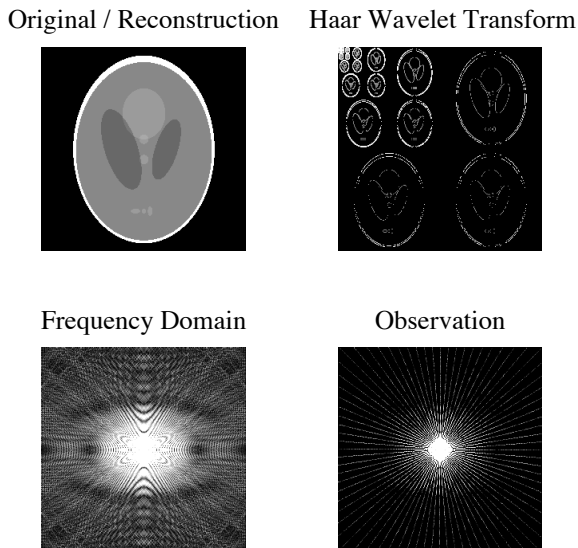 Original / Reconstruction
Haar Wavelet Transform
Frequency Domain
Observation